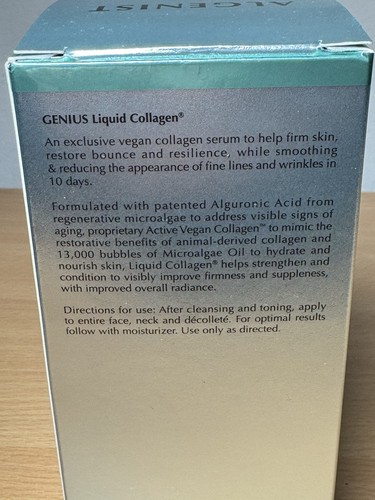 ALGENIST
GENIUS Liquid Collagen®
An exclusive vegan collagen serum to help firm skin,
restore bounce and resilience, while smoothing
& reducing the appearance of fine lines and wrinkles in
10 days.
Formulated with patented Alguronic Acid from
regenerative microalgae to address visible signs of
aging, proprietary Active Vegan Collagen™ to mimic the
restorative benefits of animal-derived collagen and
13,000 bubbles of Microalgae Oil to hydrate and
nourish skin, Liquid Collagen® helps strengthen and
condition to visibly improve firmness and suppleness,
with improved overall radiance.
Directions for use: After cleansing and toning, apply
to entire face, neck and décolleté. For optimal results
follow with moisturizer. Use only as directed.